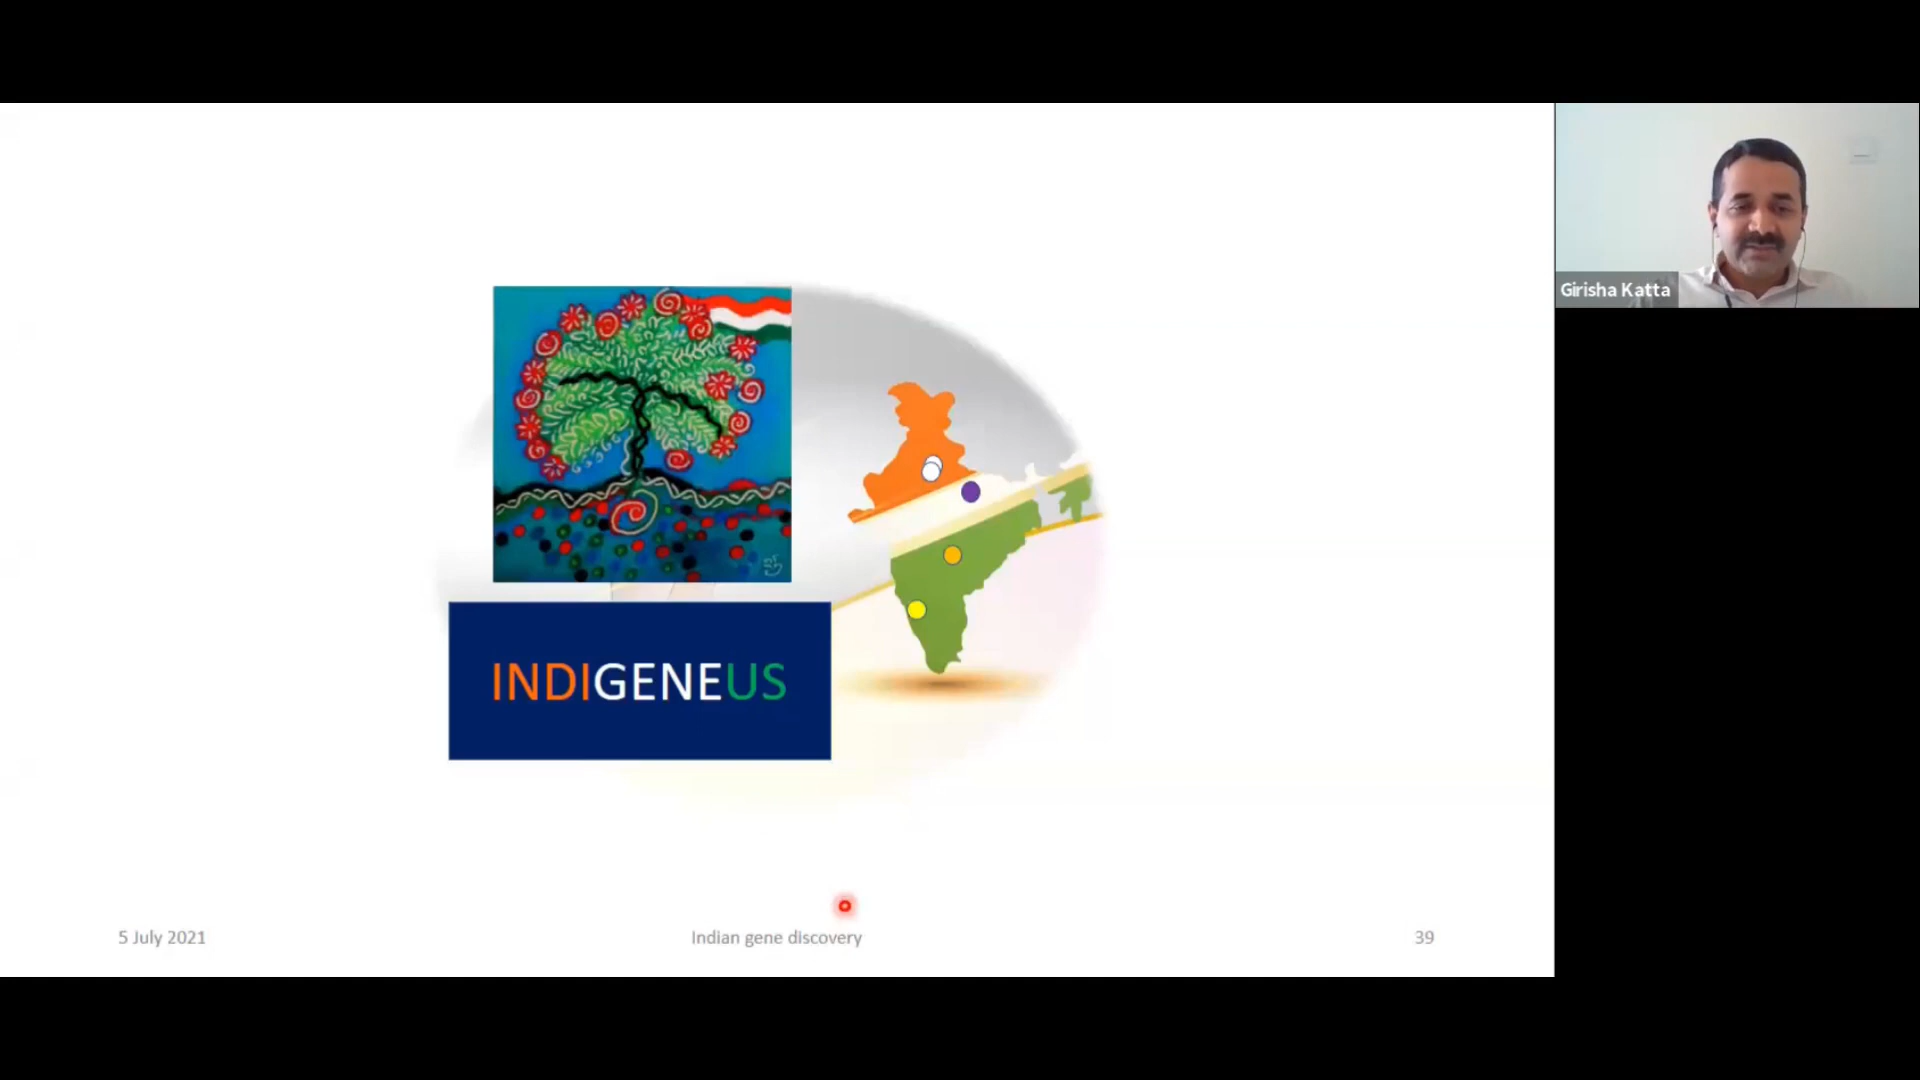 Girisha Katta
INDIGENEUS
5 July 2021
Indian gene discovery
39